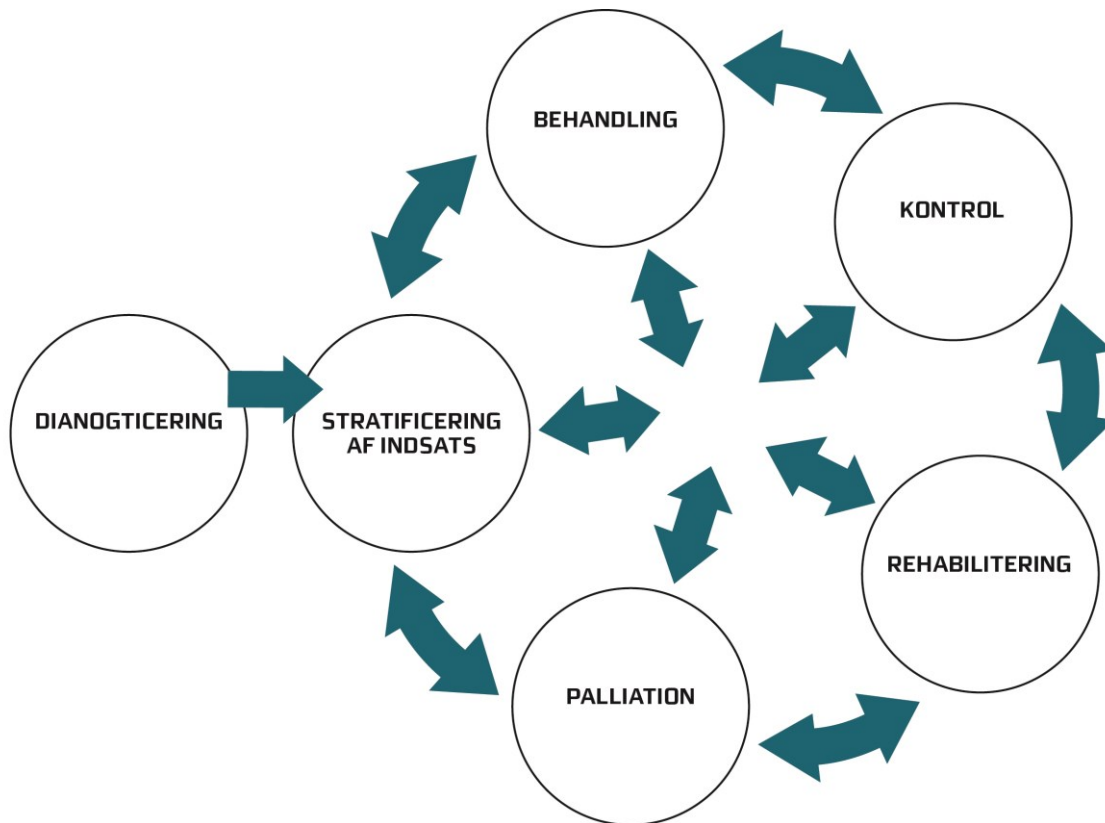 BEHANDLING
KONTROL
DIANOGTICERING
STRATIFICERING
AF INDSATS
REHABILITERING
PALLIATION